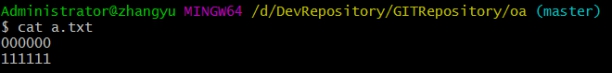 Administrator@zhangyu MINGW64 /d/DevRepository/GITRepository/oa (master)
$ cat a.txt
000000
111111